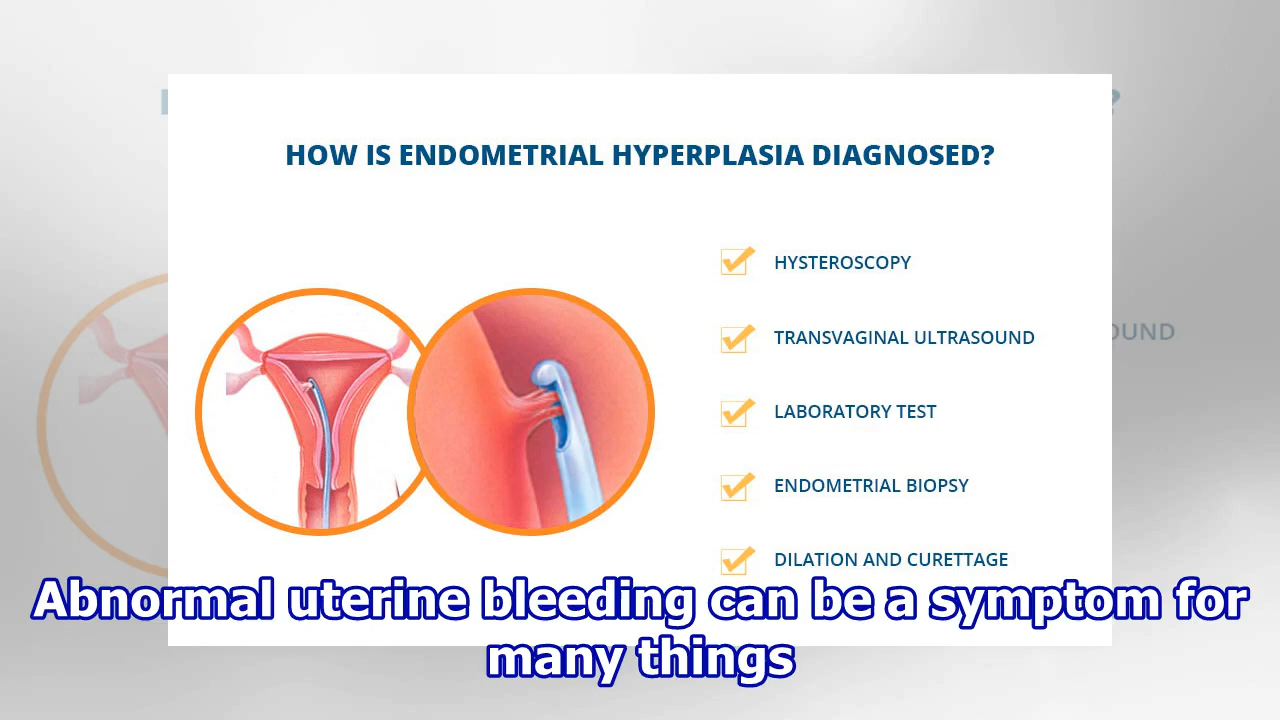 HOW IS ENDOMETRIAL HYPERPLASIA DIAGNOSED?
HYSTEROSCOPY
TRANSVAGINAL ULTRASOUND
LABORATORY TEST
ENDOMETRIAL BIOPSY
DILATION AND CURETTAGE
Abnormal uterine bleeding can be a symptom for
many things